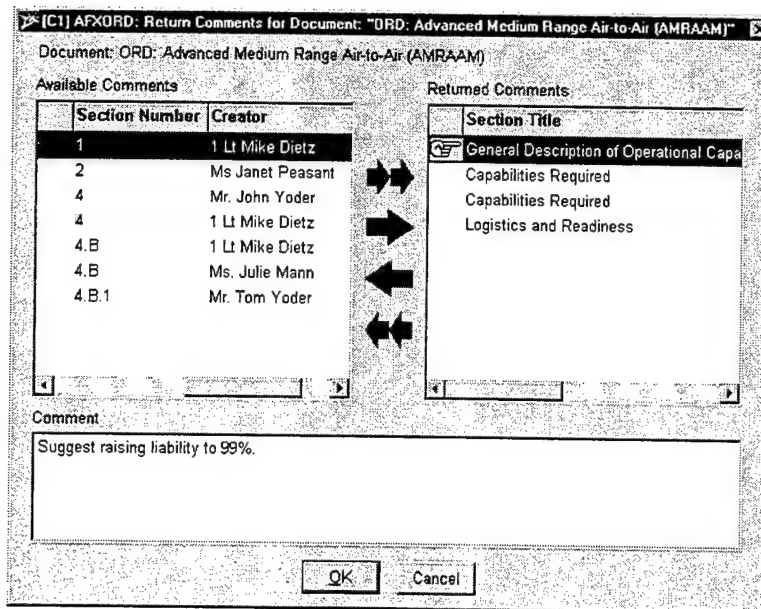 [C1] AFXORD: Return Comments for Document: "ORD: Advanced Medium Range Air-to-Air (AMRAAM)"
Document: ORD: Advanced Medium Range Air-to-Air (AMRAAM)
Available Comments
Section Number Creator
1 1 Lt Mike Dietz
2 Ms Janet Peasant
4 Mr. John Yoder
4 1 Lt Mike Dietz
4.B 1 Lt Mike Dietz
4.B Ms. Julie Mann
4.B.1 Mr. Tom Yoder
Returned Comments
Section Title
General Description of Operational Capa
Capabilities Required
Capabilities Required
Logistics and Readiness
Comment
Suggest raising liability to 99%.
OK Cancel